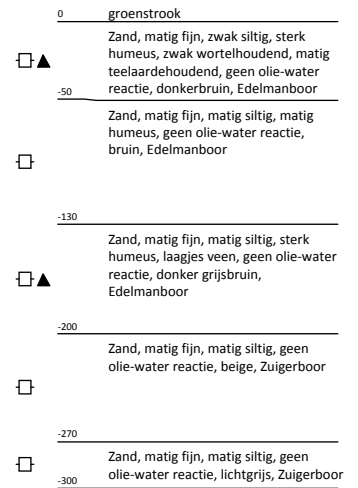 0 groenstrook
Zand, matig fijn, zwak siltig, sterk
humeus, zwak wortelhoudend, matig
teelaardehoudend, geen olie-water
reactie, donkerbruin, Edelmanboor
-50
Zand, matig fijn, matig siltig, matig
humeus, geen olie-water reactie,
bruin, Edelmanboor
-130
Zand, matig fijn, matig siltig, sterk
humeus, laagjes veen, geen olie-water
reactie, donker grijsbruin,
Edelmanboor
-200
Zand, matig fijn, matig siltig, geen
olie-water reactie, beige, Zuigerboor
-270
Zand, matig fijn, matig siltig, geen
olie-water reactie, lichtgrijs, Zuigerboor
-300